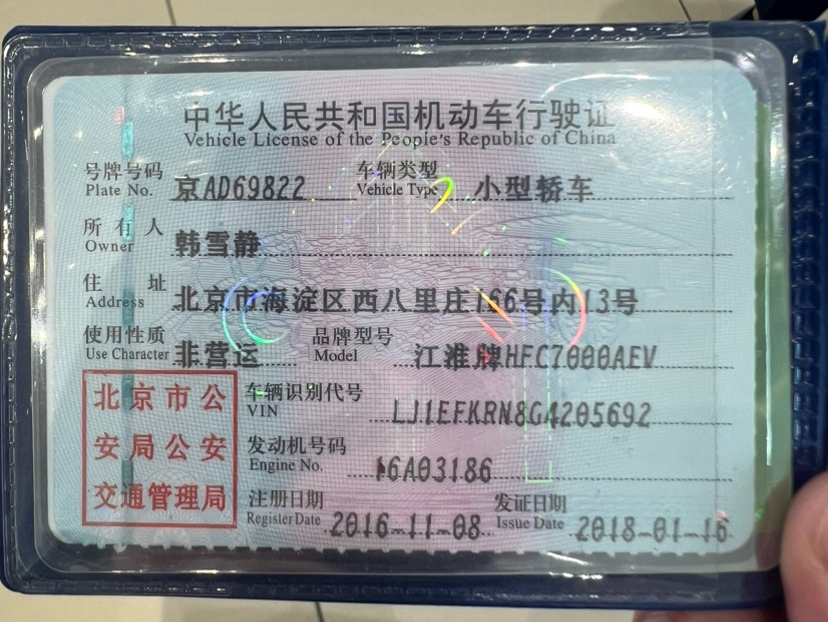 中华人民共和国机动车行驶证
Vehicle License of the People's Republic of China
号牌号码 京AD69822 车辆类型 小型轿车
Plate No. Vehicle Type
所有人 韩雪静
Owner
住址 北京市海淀区西八里庄166号内13号
Address
使用性质 非营运 品牌型号 江淮牌HFC7000AEV
Use Character Model
北京市公安局公安交通管理局
车辆识别代号 LJ1EFKRN8G4205692
VIN
发动机号码 16A03186
Engine No.
注册日期 2016-11-08 发证日期 2018-01-16
Register Date Issue Date